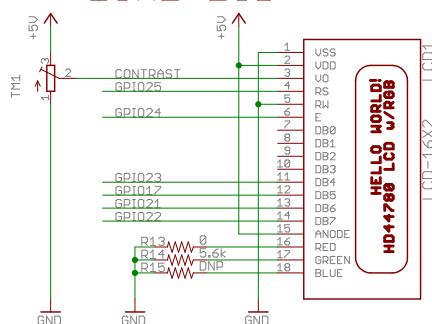 +5V
+5V
TM1
3
2
1
CONTRAST
GPIO25
GPIO24
GPIO23
GPIO17
GPIO21
GPIO22
R13 0
R14 5.6k
R15 DNP
1 VSS
2 VDD
3 VO
4 RS
5 RW
6 E
7 DB0
8 DB1
9 DB2
10 DB3
11 DB4
12 DB5
13 DB6
14 DB7
15 ANODE
16 RED
17 GREEN
18 BLUE
HELLO WORLD!
HD44780 LCD w/RGB
LCD1
LCD-16X2
GND
GND
GND